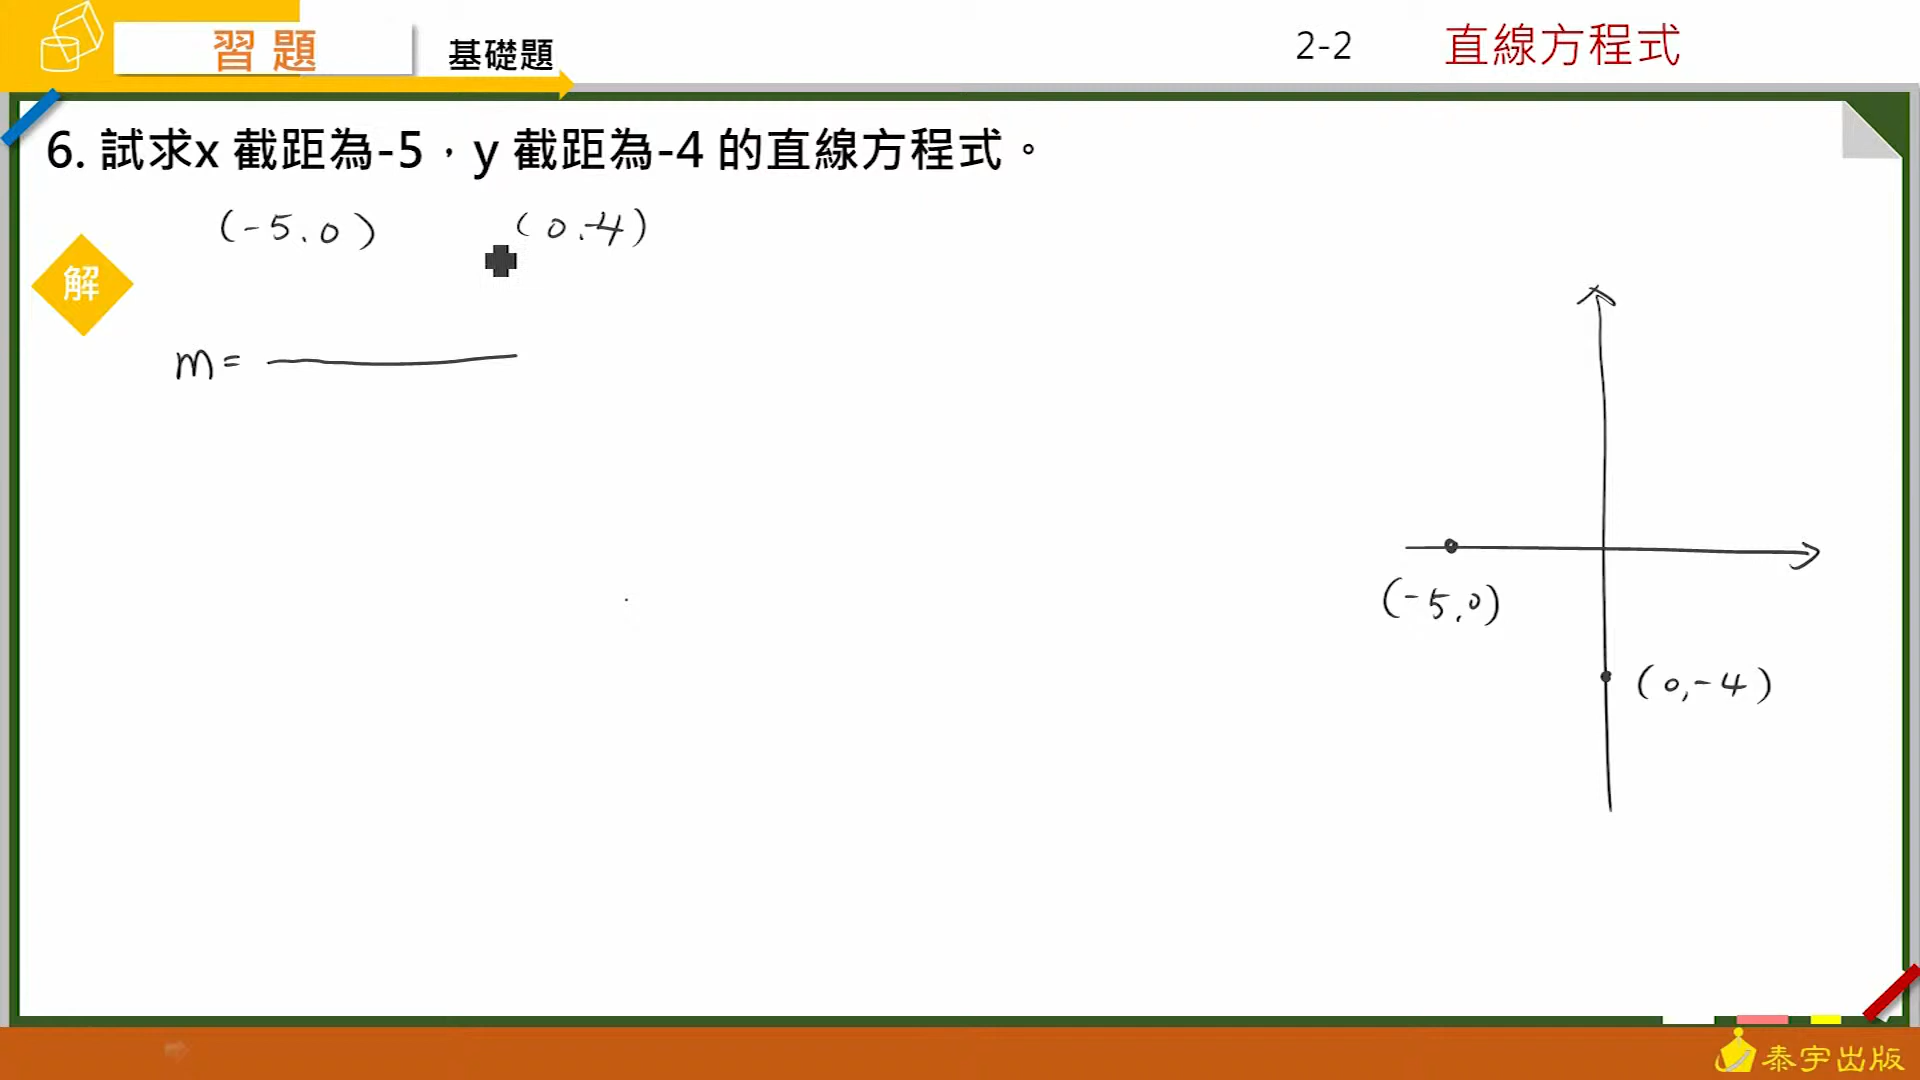 習題
基礎題
2-2 直線方程式
6. 試求x 截距為-5，y 截距為-4 的直線方程式。
(-5.0) (0.-4)
解
m=
(-5,0)
(0,-4)
泰宇出版